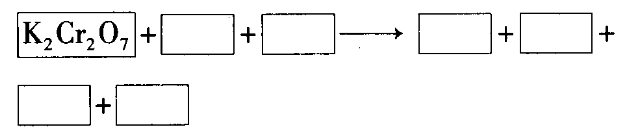 K₂Cr₂O₇ + □ + □ → □ + □ +
□ + □